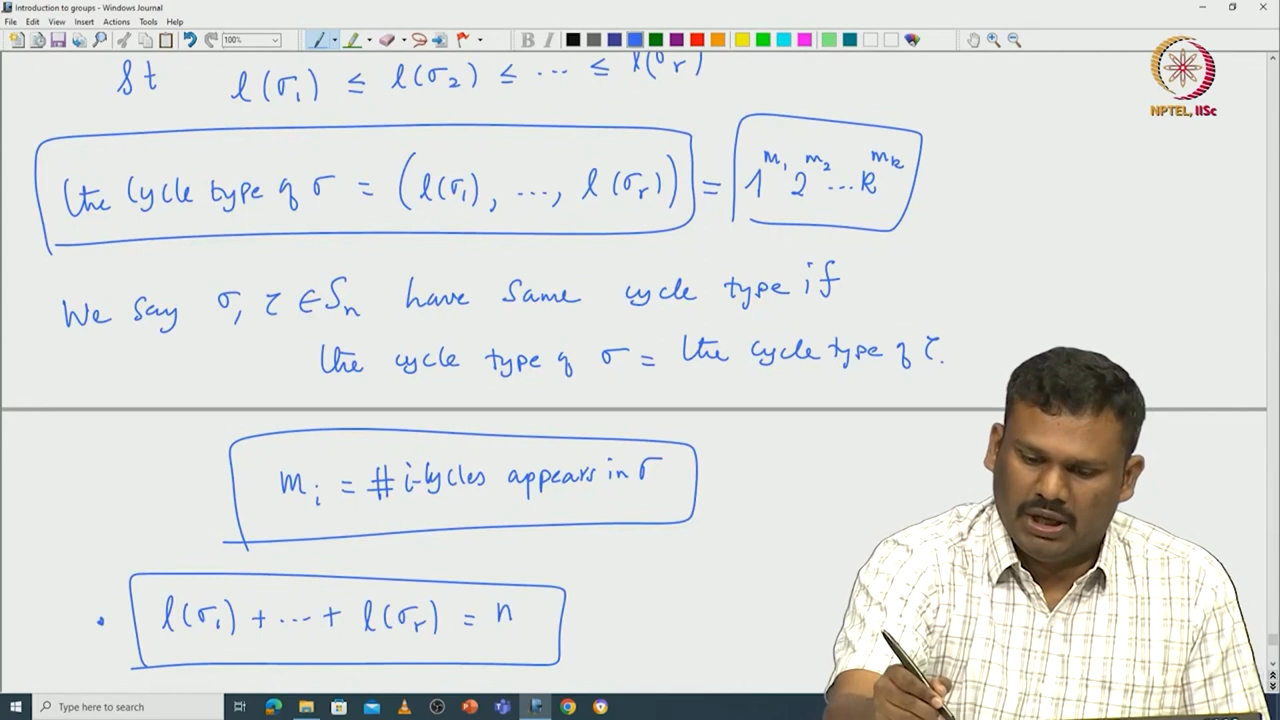 Introduction to groups - Windows Journal
File Edit View Insert Actions Tools Help
100%
B I
NPTEL, IISc
St l(σ₁) ≤ l(σ₂) ≤ ... ≤ l(σᵣ)
The cycle type of σ = (l(σ₁), ..., l(σᵣ)) = 1^m₁ 2^m₂ ... k^mₖ
We say σ, τ ∈ Sₙ have same cycle type if
the cycle type of σ = the cycle type of τ.
mᵢ = # i-cycles appears in σ
• l(σ₁) + ... + l(σᵣ) = n
Type here to search